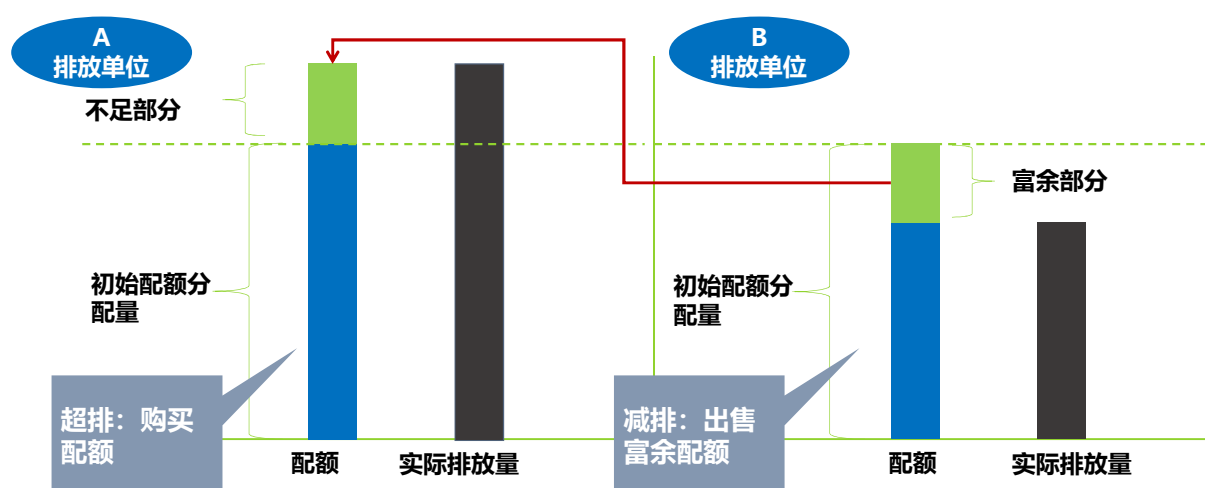 A
排放单位
不足部分
初始配额分
配量
超排：购买
配额
配额
实际排放量
B
排放单位
富余部分
初始配额分
配量
减排：出售
富余配额
配额
实际排放量